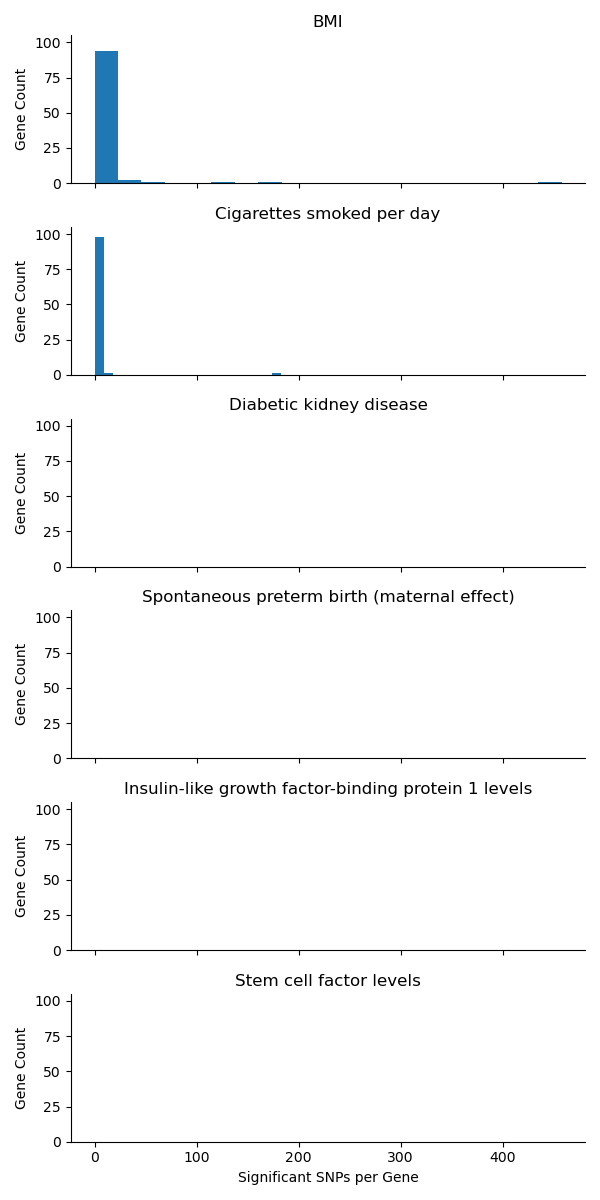 BMI
100
75
50
25
0
Gene Count
Cigarettes smoked per day
100
75
50
25
0
Gene Count
Diabetic kidney disease
100
75
50
25
0
Gene Count
Spontaneous preterm birth (maternal effect)
100
75
50
25
0
Gene Count
Insulin-like growth factor-binding protein 1 levels
100
75
50
25
0
Gene Count
Stem cell factor levels
100
75
50
25
0
Gene Count
0 100 200 300 400
Significant SNPs per Gene